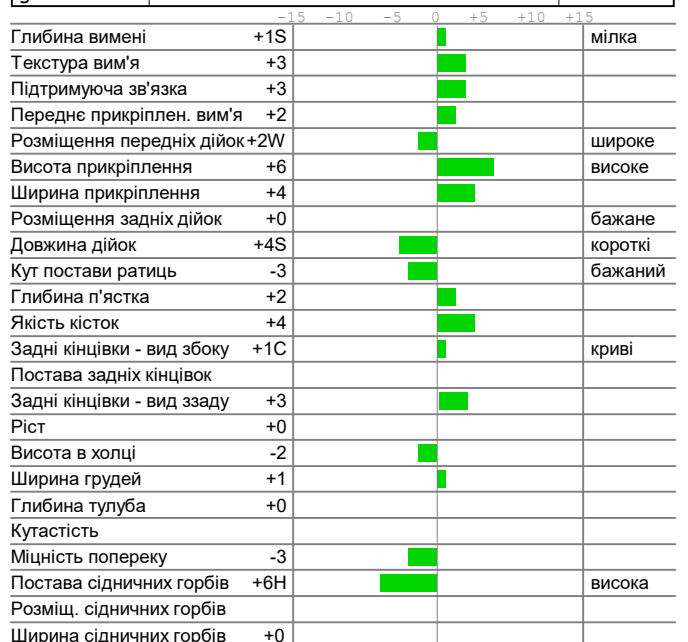 -15 -10 -5 0 +5 +10 +15
Глибина вимені +1S мілка
Текстура вим'я +3
Підтримуюча зв'язка +3
Переднє прикріплен. вим'я +2
Розміщення передніх дійок +2W широке
Висота прикріплення +6 високе
Ширина прикріплення +4
Розміщення задніх дійок +0 бажане
Довжина дійок +4S короткі
Кут постави ратиць -3 бажаний
Глибина п'ястка +2
Якість кісток +4
Задні кінцівки - вид збоку +1C криві
Постава задніх кінцівок
Задні кінцівки - вид ззаду +3
Ріст +0
Висота в холці -2
Ширина грудей +1
Глибина тулуба +0
Кутастість
Міцність попереку -3
Постава сідничних горбів +6H висока
Розміщ. сідничних горбів
Ширина сідничних горбів +0